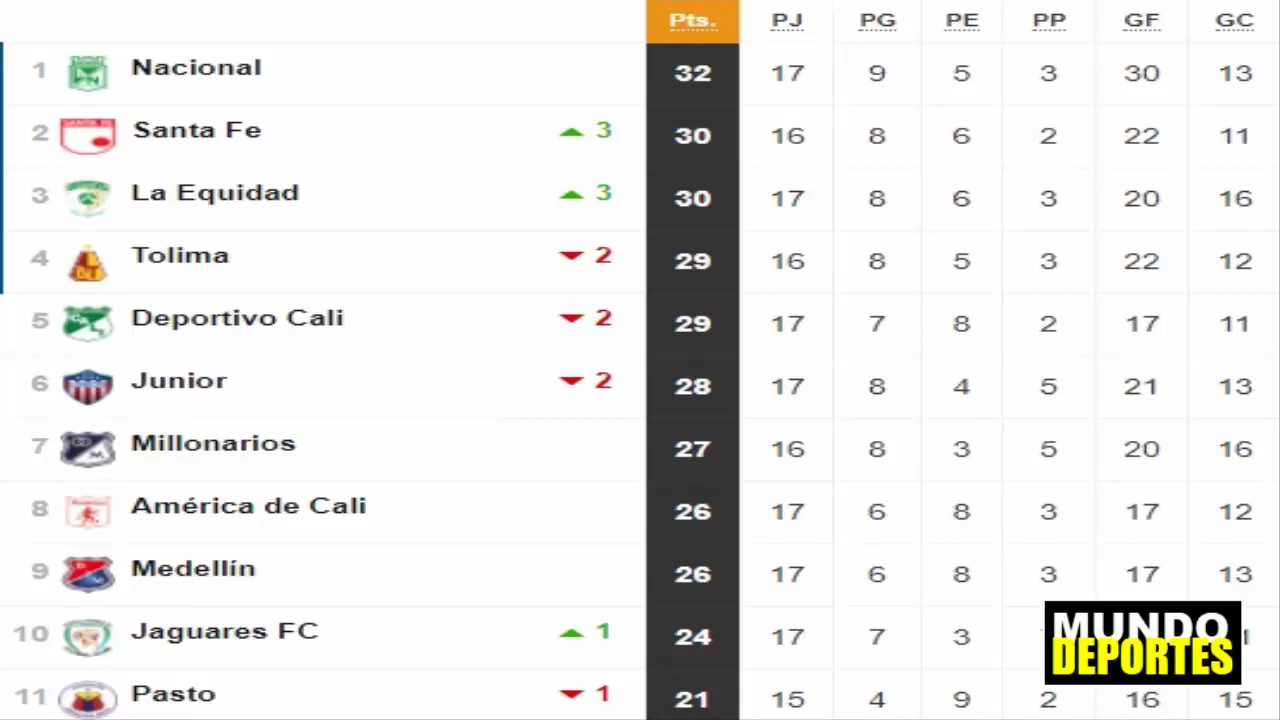 Pts. PJ PG PE PP GF GC
1 Nacional 32 17 9 5 3 30 13
2 Santa Fe 3 30 16 8 6 2 22 11
3 La Equidad 3 30 17 8 6 3 20 16
4 Tolima 2 29 16 8 5 3 22 12
5 Deportivo Cali 2 29 17 7 8 2 17 11
6 Junior 2 28 17 8 4 5 21 13
7 Millonarios 27 16 8 3 5 20 16
8 América de Cali 26 17 6 8 3 17 12
9 Medellín 26 17 6 8 3 17 13
10 Jaguares FC 1 24 17 7 3
11 Pasto 1 21 15 4 9 2 16 15
MUNDO
DEPORTES